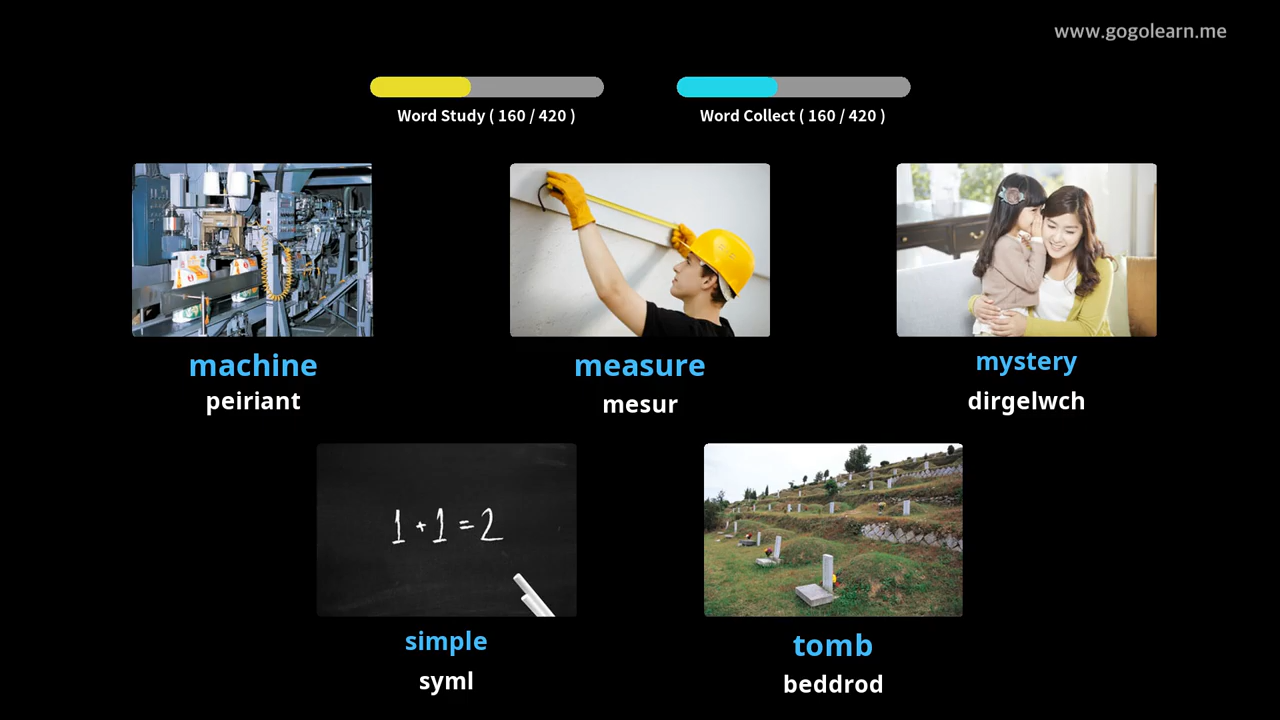 www.gogolearn.me
Word Study ( 160 / 420 )
Word Collect ( 160 / 420 )
machine
peiriant
measure
mesur
mystery
dirgelwch
1 + 1 = 2
simple
syml
tomb
beddrod